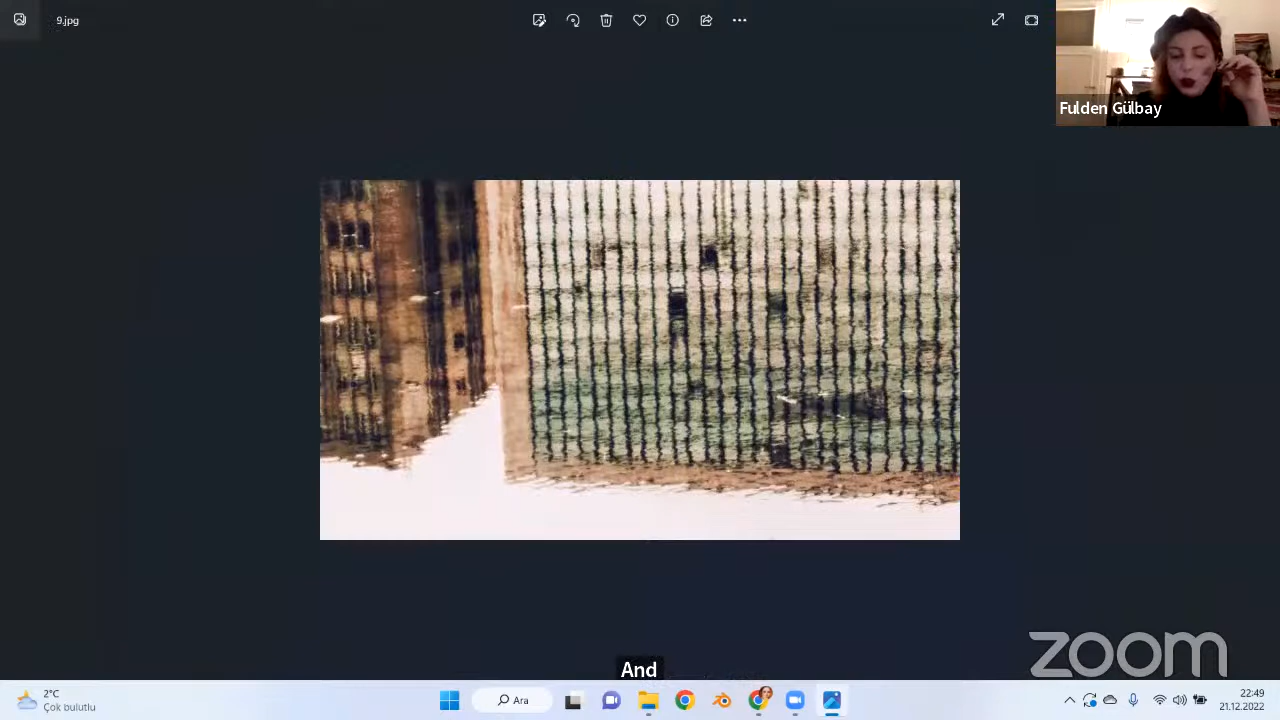 9.jpg
Fulden Gülbay
And
zoom
2°C
Çok bulutlu
Ara
22:49
21.12.2022